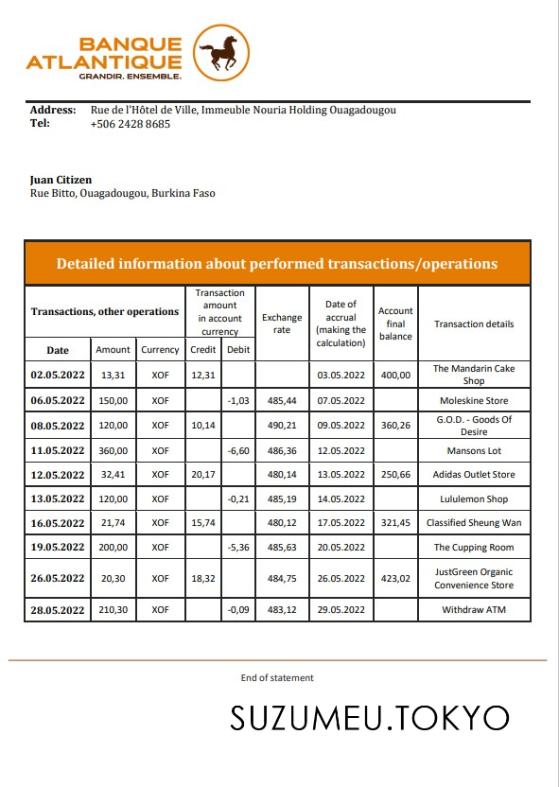 BANQUE
ATLANTIQUE
GRANDIR. ENSEMBLE.
Address: Rue de l'Hôtel de Ville, Immeuble Nouria Holding Ouagadougou
Tel: +506 2428 8685
Juan Citizen
Rue Bitto, Ouagadougou, Burkina Faso
Detailed information about performed transactions/operations
Transactions, other operations
Transaction
amount
in account
currency
Exchange
rate
Date of
accrual
(making the
calculation)
Account
final
balance
Transaction details
Date Amount Currency Credit Debit
02.05.2022 13,31 XOF 12,31 03.05.2022 400,00 The Mandarin Cake
Shop
06.05.2022 150,00 XOF -1,03 485,44 07.05.2022 Moleskine Store
08.05.2022 120,00 XOF 10,14 490,21 09.05.2022 360,26 G.O.D. - Goods Of
Desire
11.05.2022 360,00 XOF -6,60 486,36 12.05.2022 Mansons Lot
12.05.2022 32,41 XOF 20,17 480,14 13.05.2022 250,66 Adidas Outlet Store
13.05.2022 120,00 XOF -0,21 485,19 14.05.2022 Lululemon Shop
16.05.2022 21,74 XOF 15,74 480,12 17.05.2022 321,45 Classified Sheung Wan
19.05.2022 200,00 XOF -5,36 485,63 20.05.2022 The Cupping Room
26.05.2022 20,30 XOF 18,32 484,75 26.05.2022 423,02 JustGreen Organic
Convenience Store
28.05.2022 210,30 XOF -0,09 483,12 29.05.2022 Withdraw ATM
End of statement
SUZUMEU.TOKYO